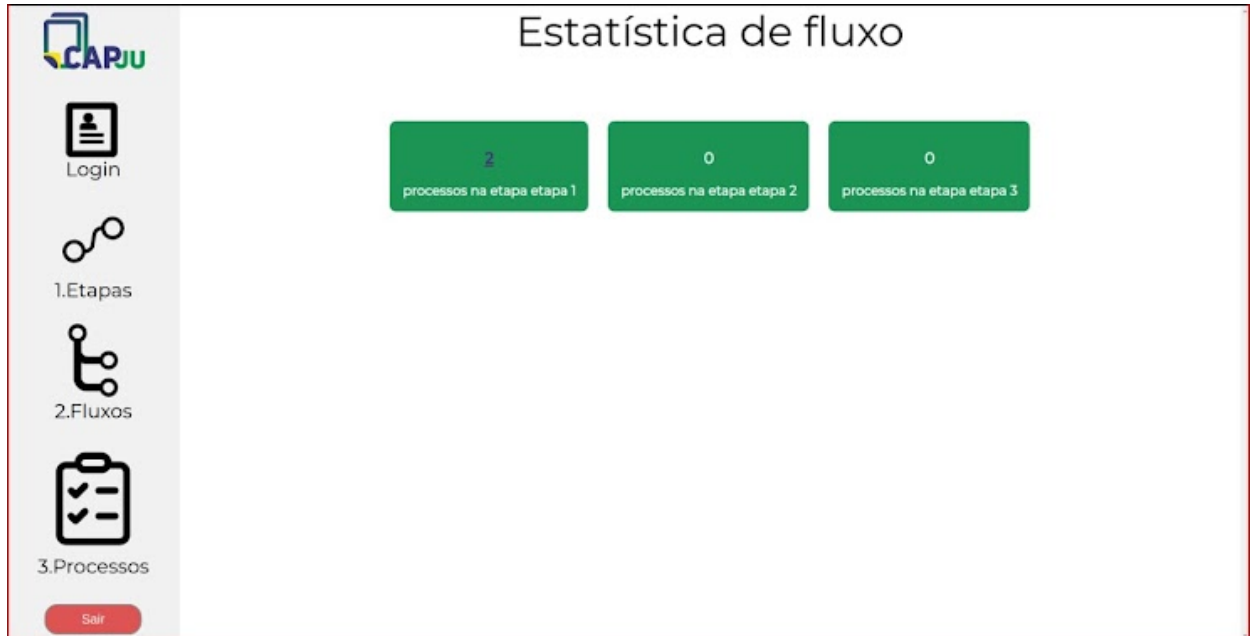 CAPJU
Login
1.Etapas
2.Fluxos
3.Processos
Sair
Estatística de fluxo
2
processos na etapa etapa 1
0
processos na etapa etapa 2
0
processos na etapa etapa 3